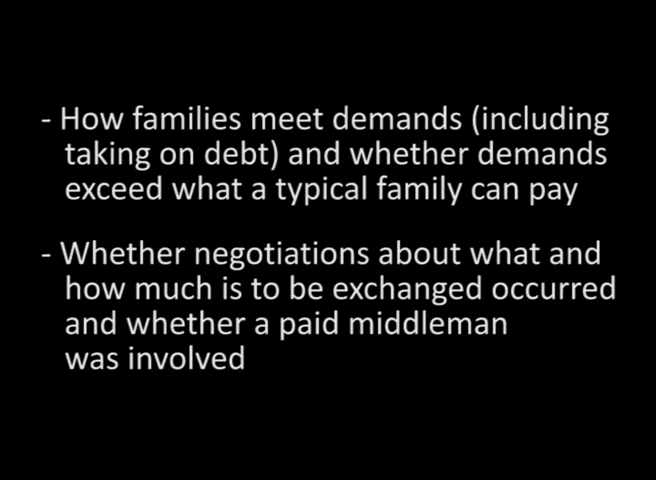 - How families meet demands (including
taking on debt) and whether demands
exceed what a typical family can pay
- Whether negotiations about what and
how much is to be exchanged occurred
and whether a paid middleman
was involved